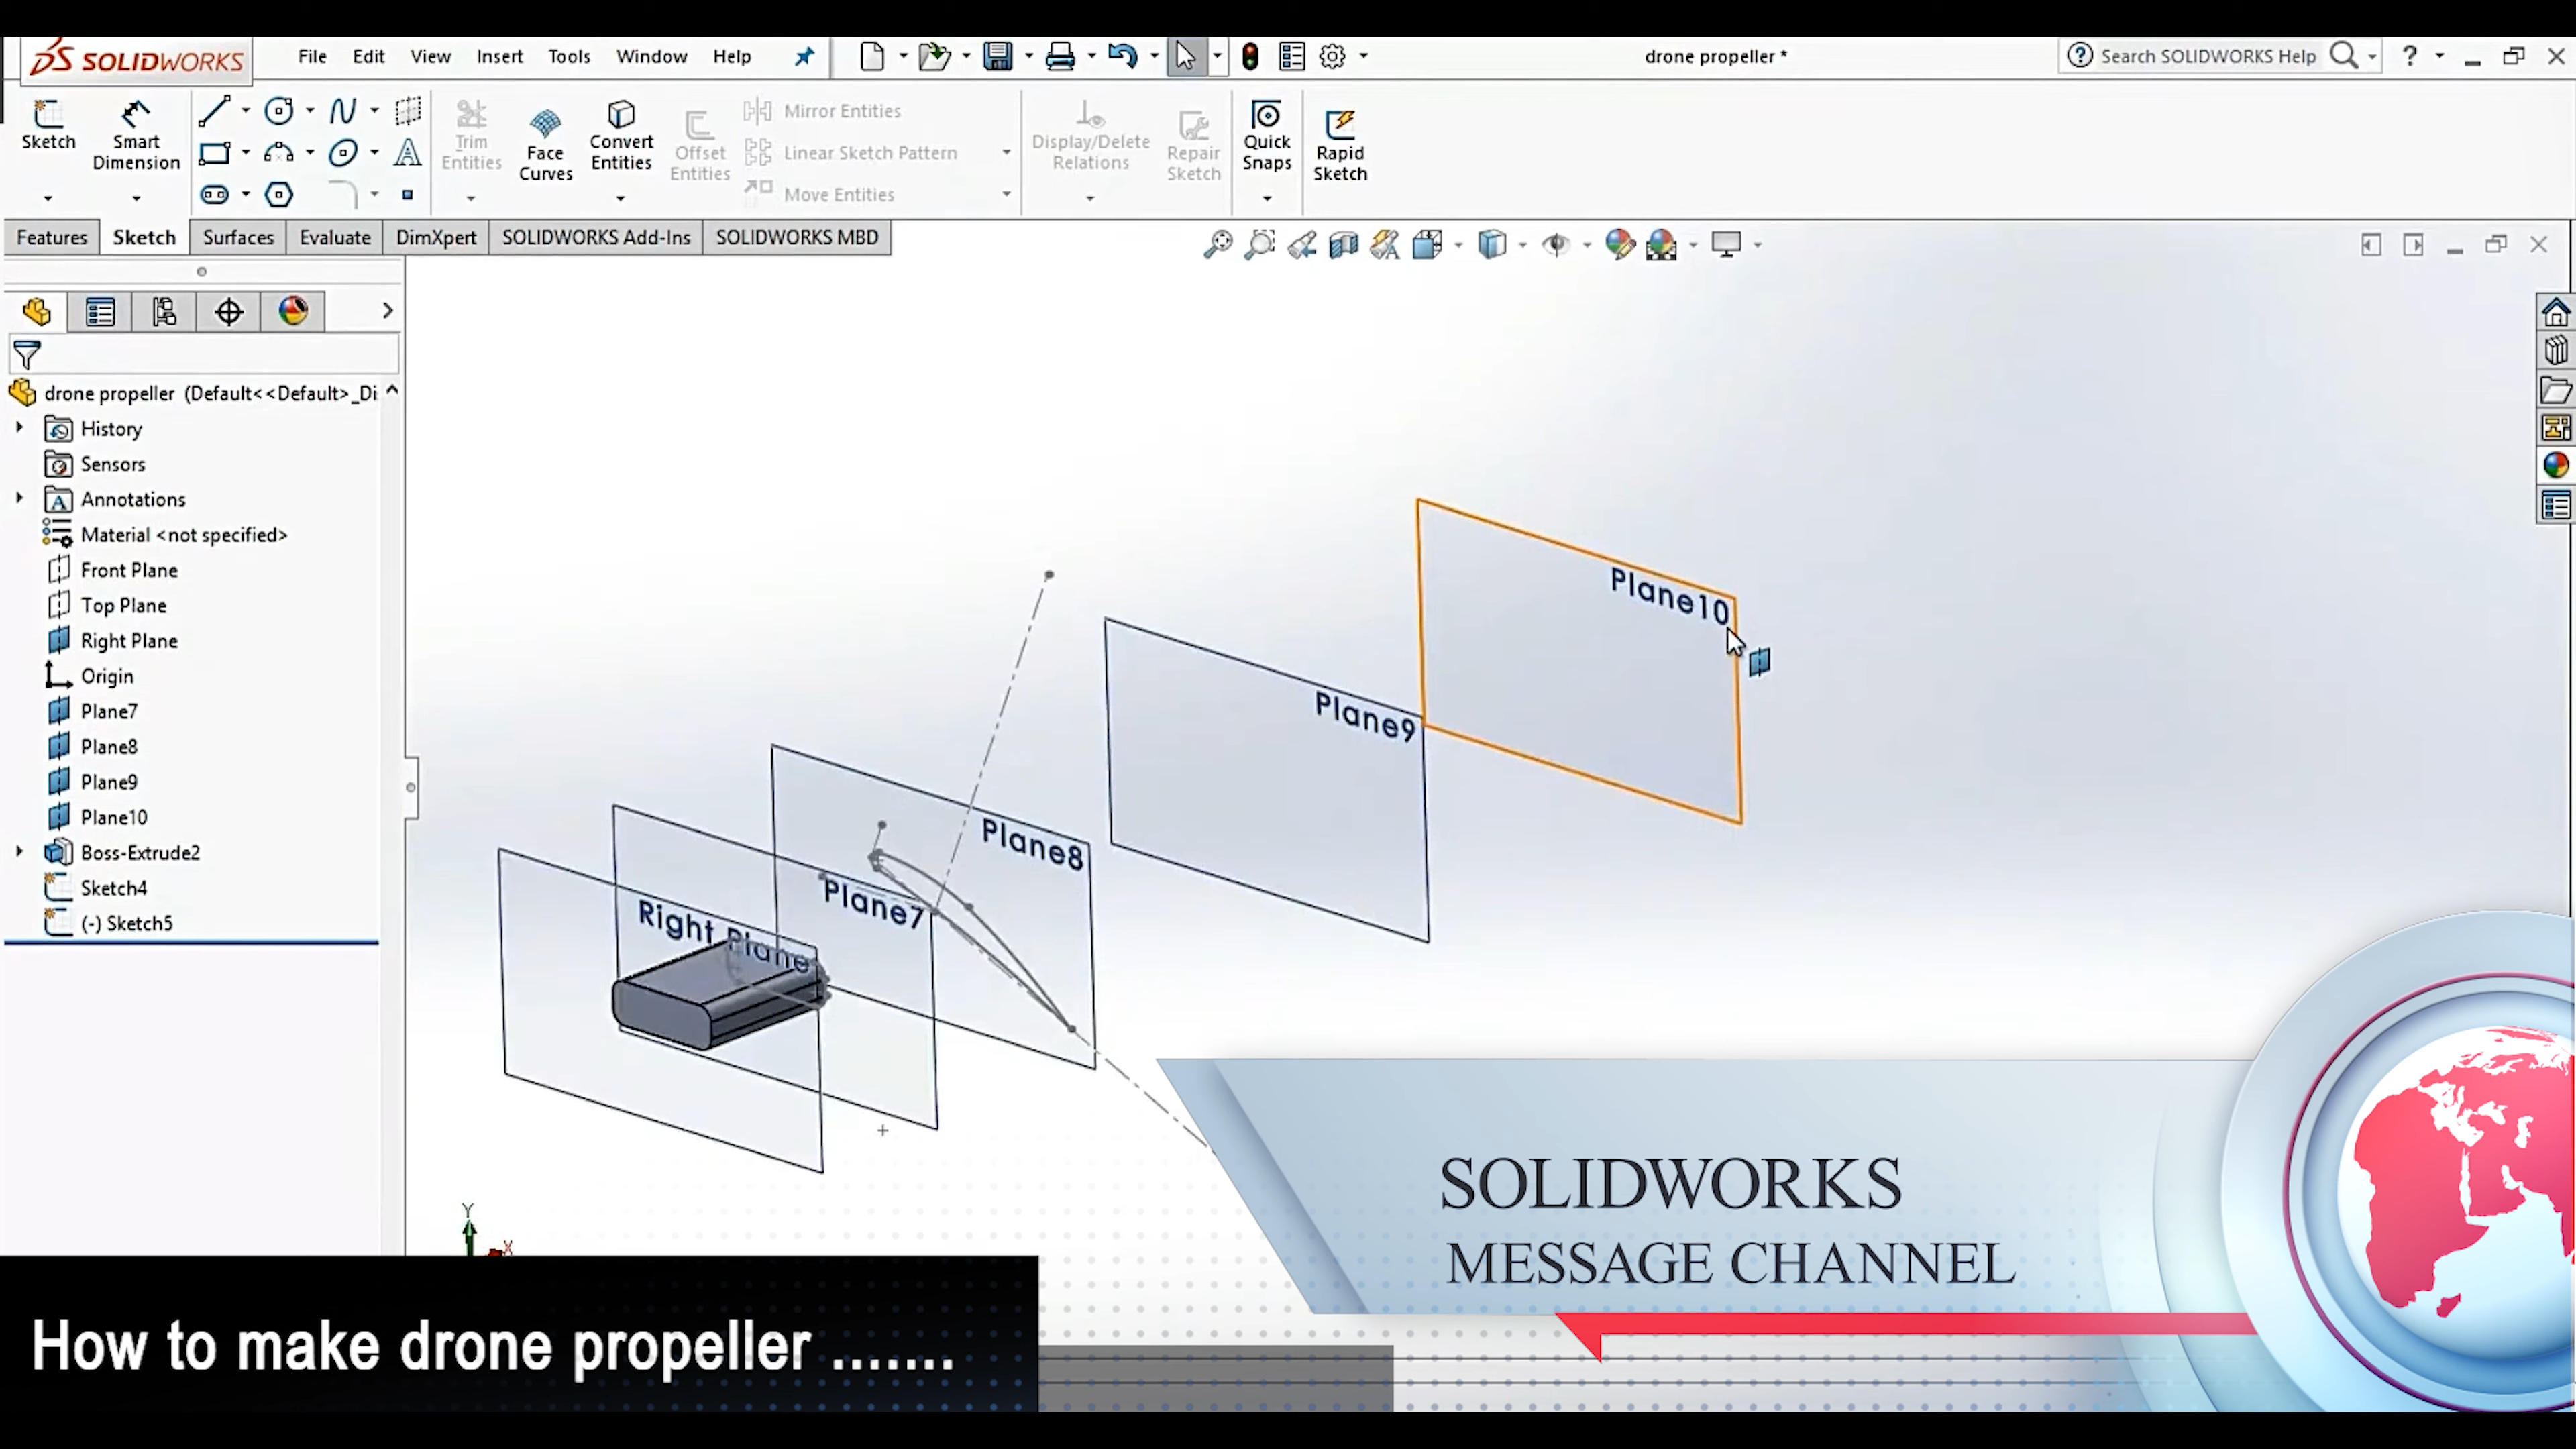 SOLIDWORKS
File Edit View Insert Tools Window Help
drone propeller *
Search SOLIDWORKS Help
?
Sketch
Smart Dimension
Trim Entities
Face Curves
Convert Entities
Offset Entities
Mirror Entities
Linear Sketch Pattern
Move Entities
Display/Delete Relations
Repair Sketch
Quick Snaps
Rapid Sketch
Features Sketch Surfaces Evaluate DimXpert SOLIDWORKS Add-Ins SOLIDWORKS MBD
drone propeller (Default<<Default>_Di
History
Sensors
Annotations
Material <not specified>
Front Plane
Top Plane
Right Plane
Origin
Plane7
Plane8
Plane9
Plane10
Boss-Extrude2
Sketch4
(-) Sketch5
Plane10
Plane9
Plane8
Plane7
Right Plane
Y
X
SOLIDWORKS
MESSAGE CHANNEL
How to make drone propeller .......